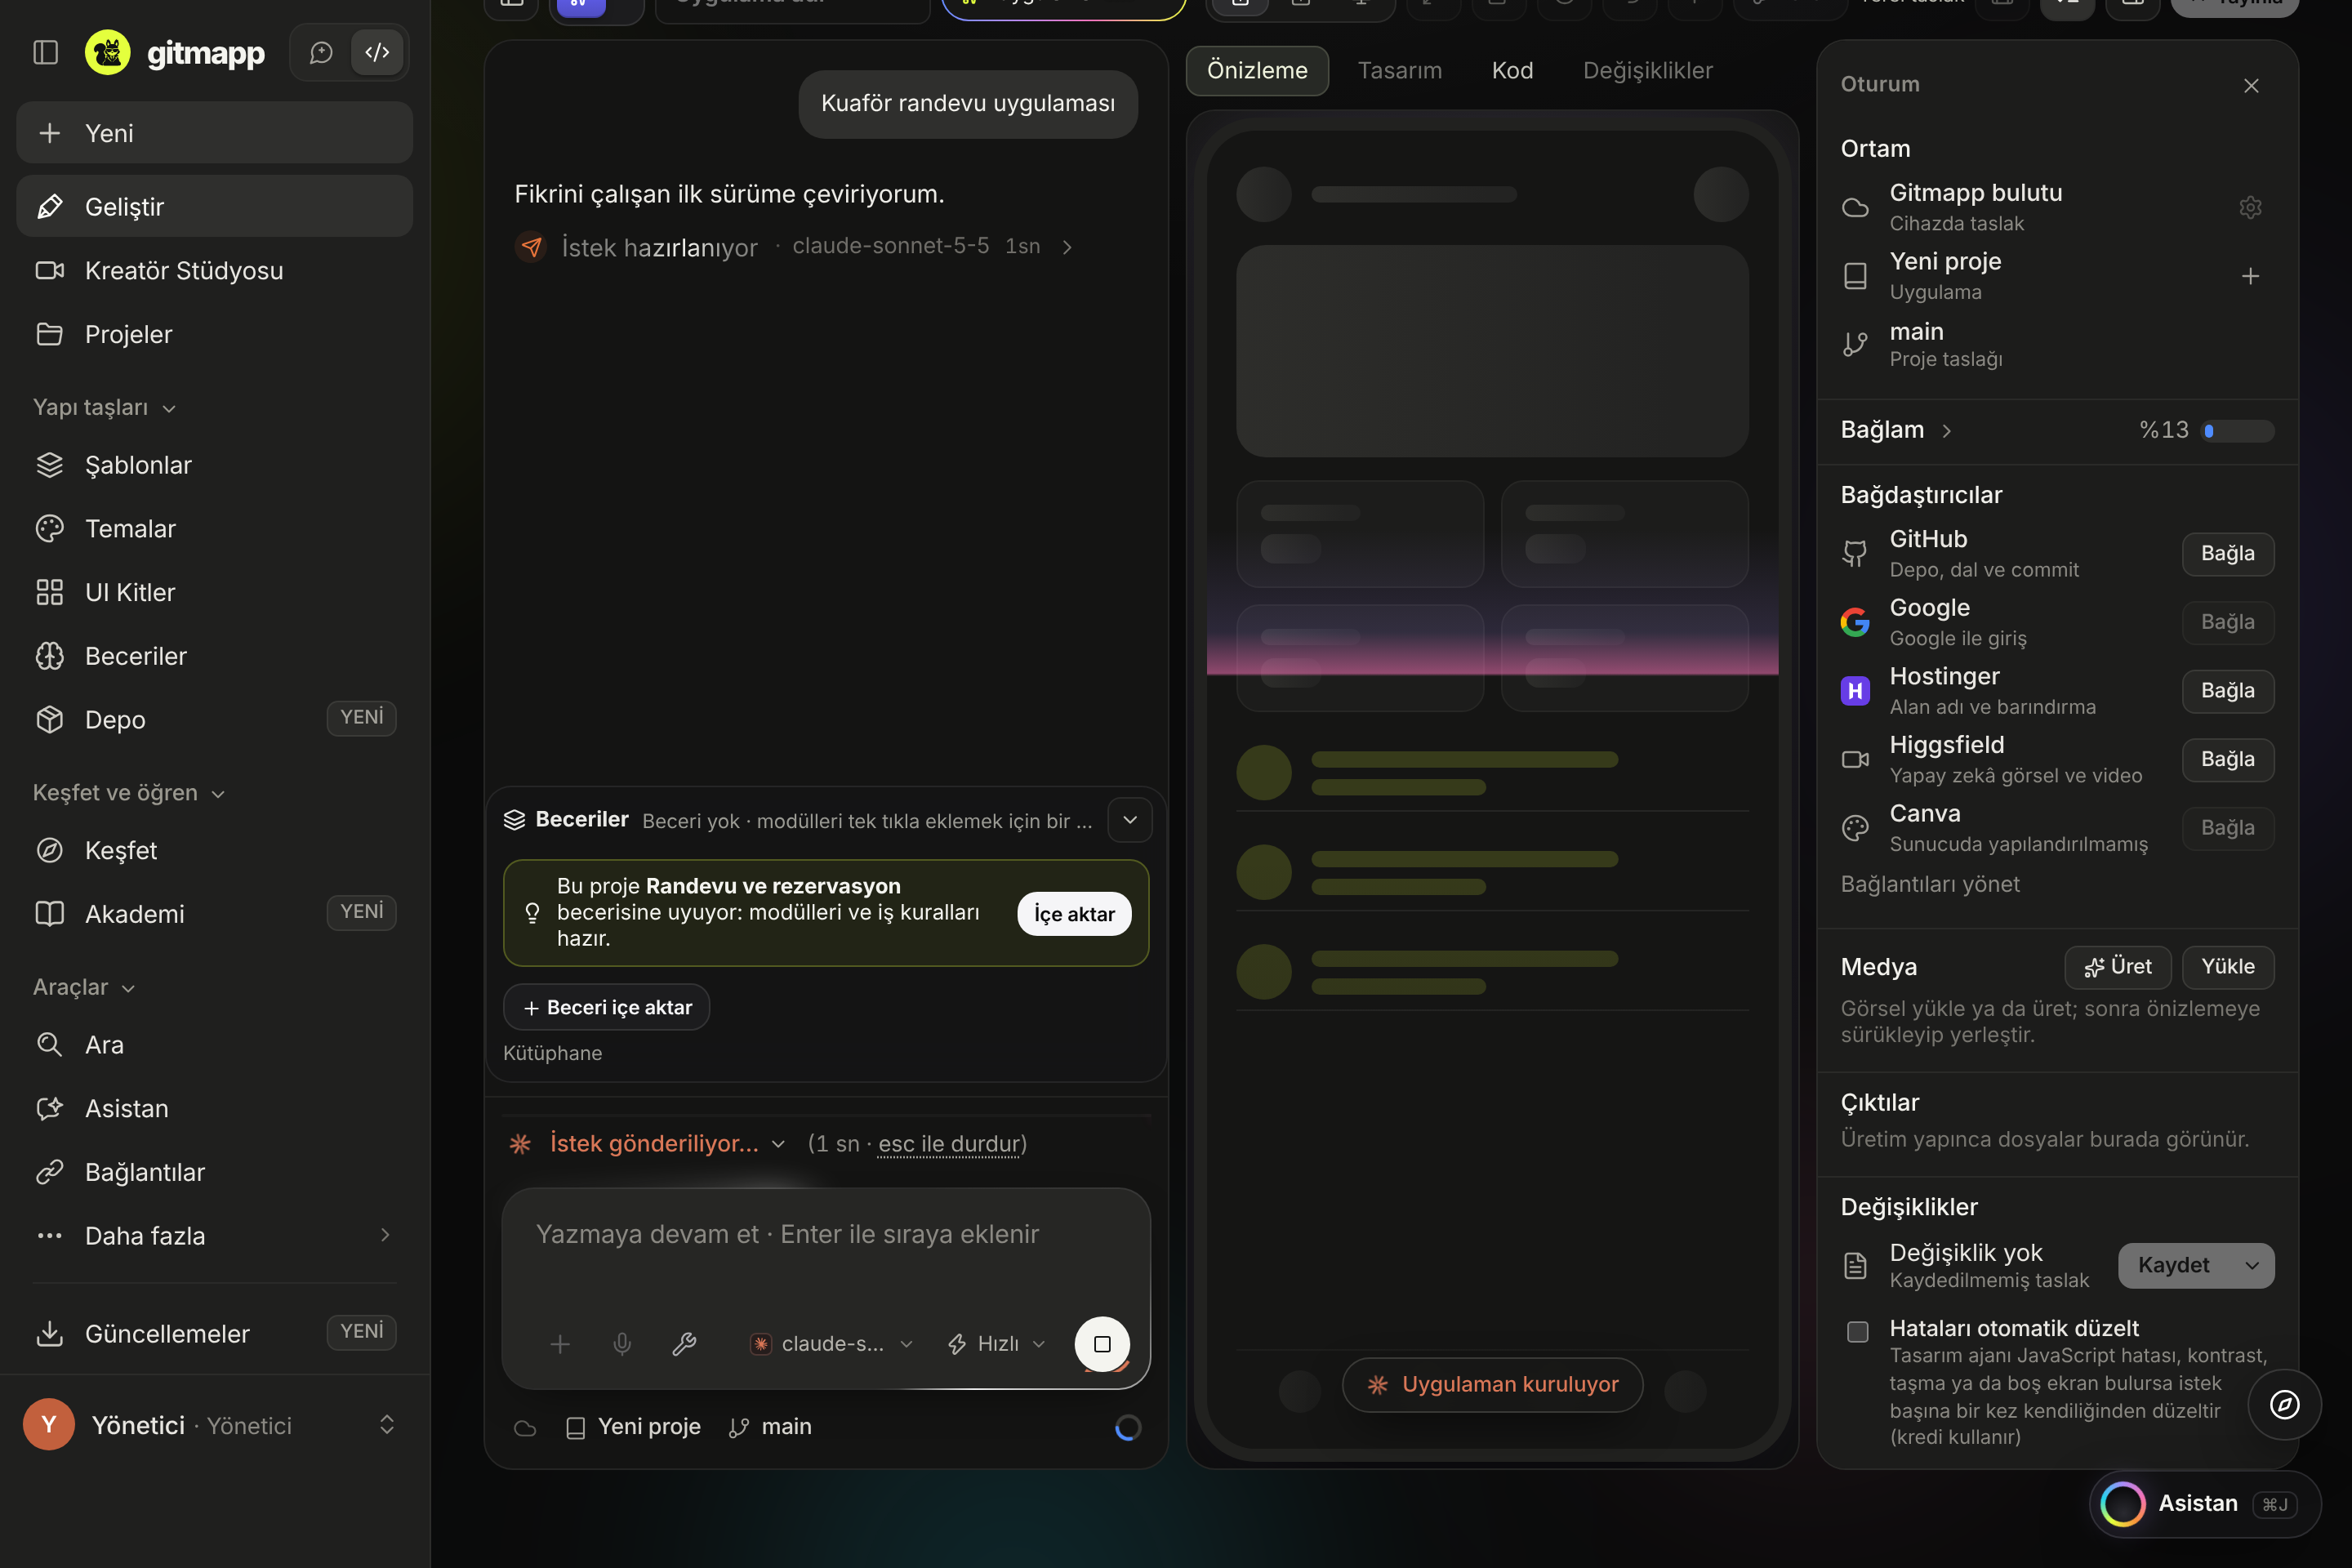 gitmapp
Yeni
Geliştir
Kreatör Stüdyosu
Projeler
Yapı taşları
Şablonlar
Temalar
UI Kitler
Beceriler
Depo YENİ
Keşfet ve öğren
Keşfet
Akademi YENİ
Araçlar
Ara
Asistan
Bağlantılar
Daha fazla
Güncellemeler YENİ
Y Yönetici · Yönetici
Kuaför randevu uygulaması
Fikrini çalışan ilk sürüme çeviriyorum.
İstek hazırlanıyor · claude-sonnet-5-5 1sn
Beceriler Beceri yok · modülleri tek tıkla eklemek için bir ...
Bu proje Randevu ve rezervasyon
becerisine uyuyor: modülleri ve iş kuralları
hazır.
İçe aktar
Beceri içe aktar
Kütüphane
İstek gönderiliyor... (1 sn · esc ile durdur)
Yazmaya devam et · Enter ile sıraya eklenir
claude-s... Hızlı
Yeni proje main
Önizleme Tasarım Kod Değişiklikler
Uygulaman kuruluyor
Oturum
Ortam
Gitmapp bulutu
Cihazda taslak
Yeni proje
Uygulama
main
Proje taslağı
Bağlam %13
Bağdaştırıcılar
GitHub
Depo, dal ve commit
Bağla
Google
Google ile giriş
Bağla
Hostinger
Alan adı ve barındırma
Bağla
Higgsfield
Yapay zekâ görsel ve video
Bağla
Canva
Sunucuda yapılandırılmamış
Bağla
Bağlantıları yönet
Medya Üret Yükle
Görsel yükle ya da üret; sonra önizlemeye
sürükleyip yerleştir.
Çıktılar
Üretim yapınca dosyalar burada görünür.
Değişiklikler
Değişiklik yok
Kaydedilmemiş taslak
Kaydet
Hataları otomatik düzelt
Tasarım ajanı JavaScript hatası, kontrast,
taşma ya da boş ekran bulursa istek
başına bir kez kendiliğinden düzeltir
(kredi kullanır)
Asistan ⌘J